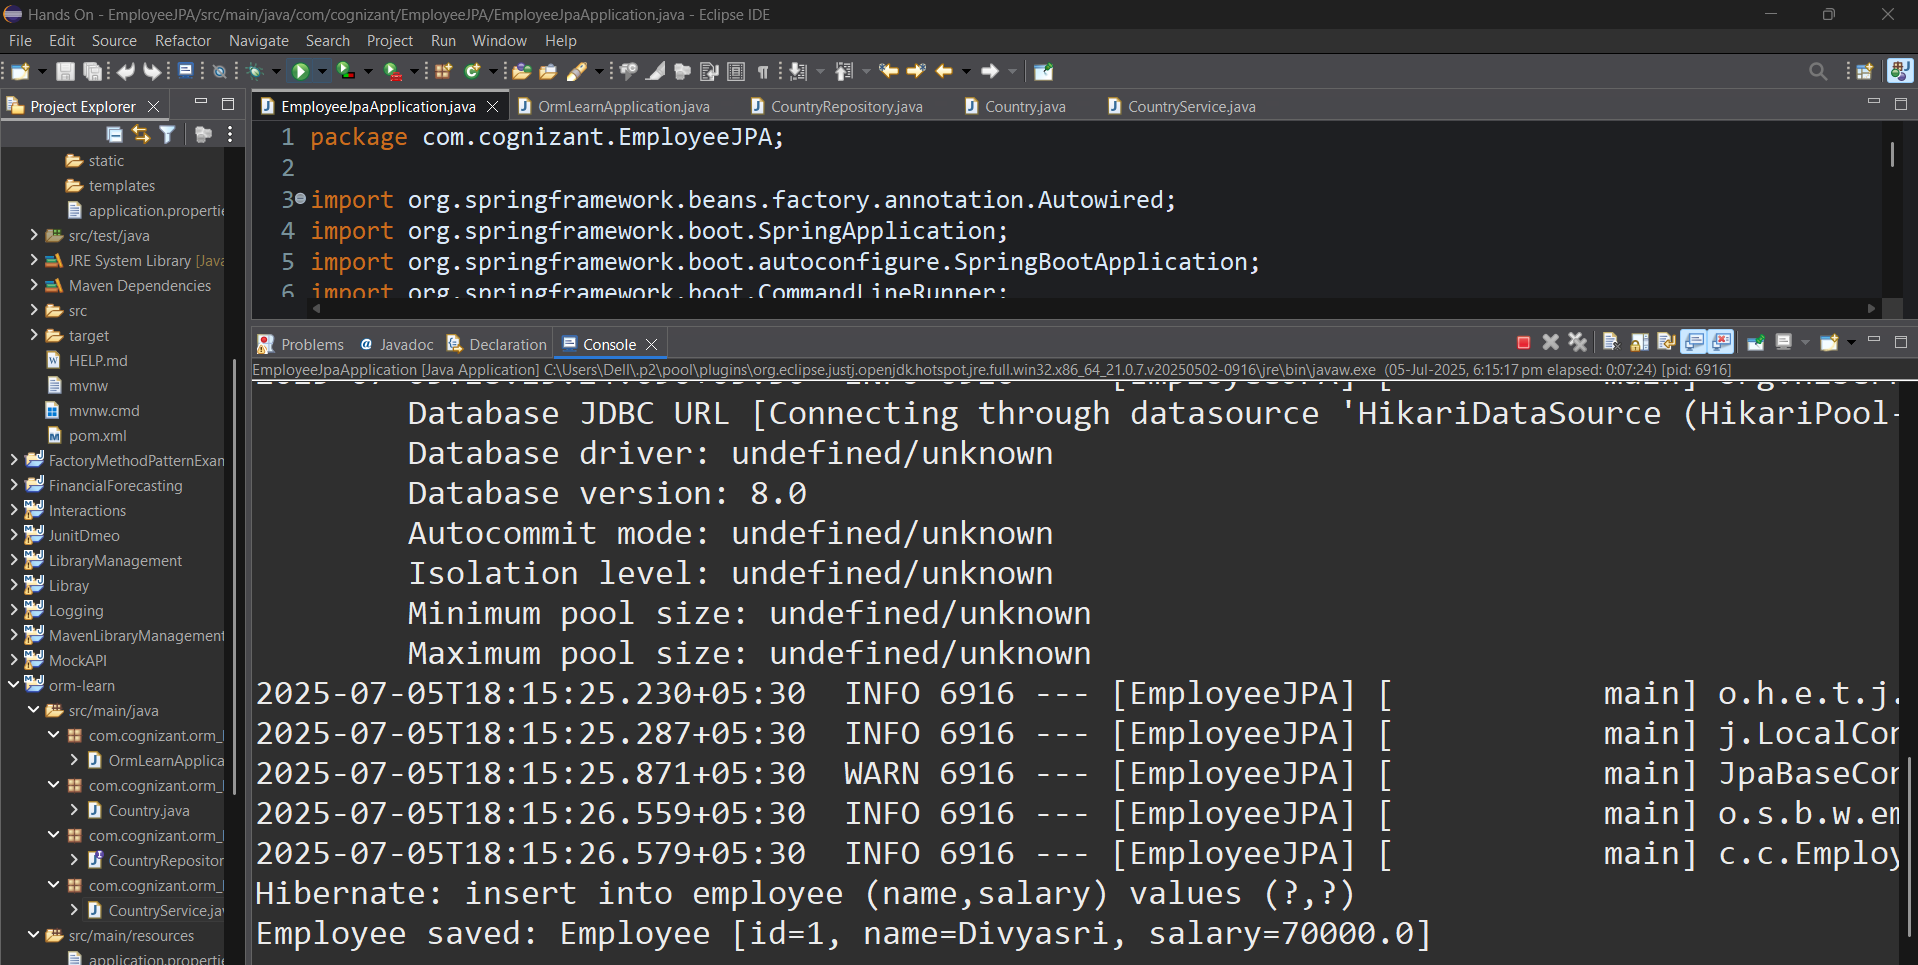 Hands On - EmployeeJPA/src/main/java/com/cognizant/EmployeeJPA/EmployeeJpaApplication.java - Eclipse IDE
File Edit Source Refactor Navigate Search Project Run Window Help
Project Explorer
static
templates
application.propertie
src/test/java
JRE System Library [Java
Maven Dependencies
src
target
HELP.md
mvnw
mvnw.cmd
pom.xml
FactoryMethodPatternExam
FinancialForecasting
Interactions
JunitDmeo
LibraryManagement
Libray
Logging
MavenLibraryManagement
MockAPI
orm-learn
src/main/java
com.cognizant.orm_l
OrmLearnApplica
com.cognizant.orm_l
Country.java
com.cognizant.orm_l
CountryRepositor
com.cognizant.orm_l
CountryService.jav
src/main/resources
application.propertie
EmployeeJpaApplication.java OrmLearnApplication.java CountryRepository.java Country.java CountryService.java
1 package com.cognizant.EmployeeJPA;
2
3 import org.springframework.beans.factory.annotation.Autowired;
4 import org.springframework.boot.SpringApplication;
5 import org.springframework.boot.autoconfigure.SpringBootApplication;
6 import org.springframework.boot.CommandLineRunner;
Problems @ Javadoc Declaration Console
EmployeeJpaApplication [Java Application] C:\Users\Dell\.p2\pool\plugins\org.eclipse.justj.openjdk.hotspot.jre.full.win32.x86_64_21.0.7.v20250502-0916\jre\bin\javaw.exe (05-Jul-2025, 6:15:17 pm elapsed: 0:07:24) [pid: 6916]
Database JDBC URL [Connecting through datasource 'HikariDataSource (HikariPool-
Database driver: undefined/unknown
Database version: 8.0
Autocommit mode: undefined/unknown
Isolation level: undefined/unknown
Minimum pool size: undefined/unknown
Maximum pool size: undefined/unknown
2025-07-05T18:15:25.230+05:30 INFO 6916 --- [EmployeeJPA] [ main] o.h.e.t.j.
2025-07-05T18:15:25.287+05:30 INFO 6916 --- [EmployeeJPA] [ main] j.LocalCon
2025-07-05T18:15:25.871+05:30 WARN 6916 --- [EmployeeJPA] [ main] JpaBaseCon
2025-07-05T18:15:26.559+05:30 INFO 6916 --- [EmployeeJPA] [ main] o.s.b.w.em
2025-07-05T18:15:26.579+05:30 INFO 6916 --- [EmployeeJPA] [ main] c.c.Employ
Hibernate: insert into employee (name,salary) values (?,?)
Employee saved: Employee [id=1, name=Divyasri, salary=70000.0]